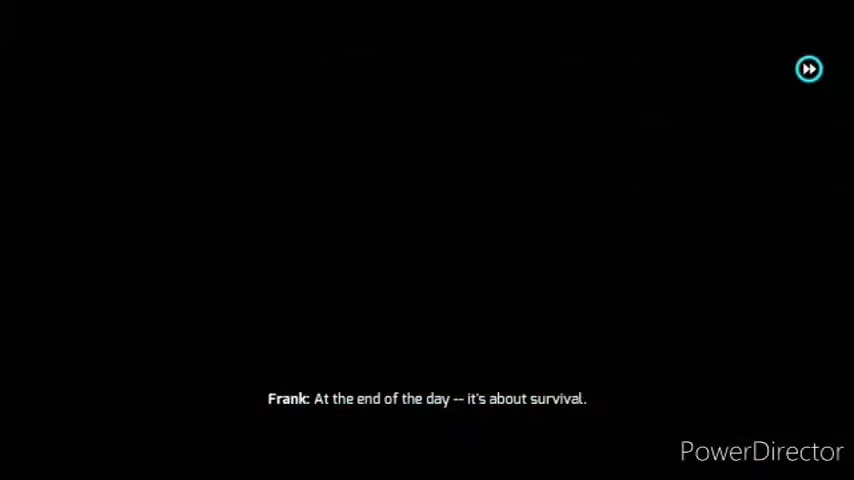 Frank: At the end of the day -- it's about survival.
PowerDirector